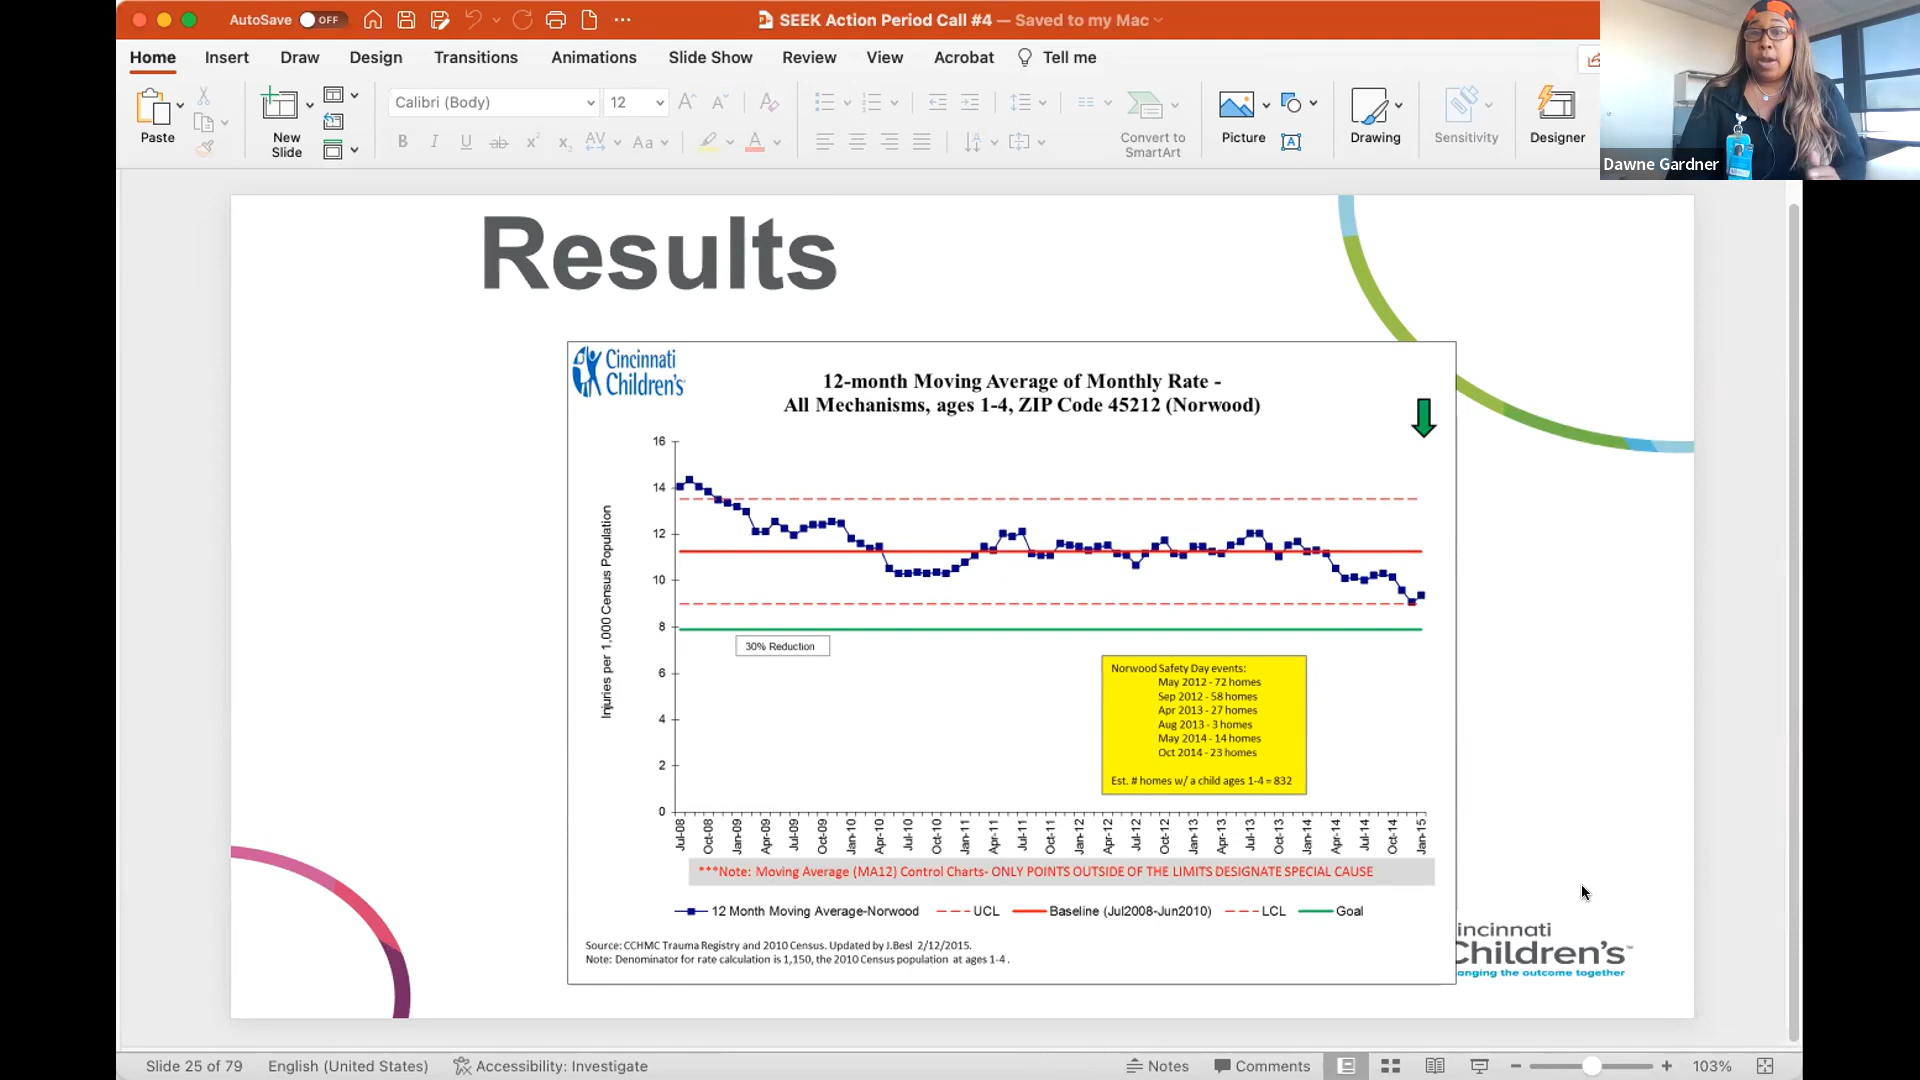 AutoSave OFF
SEEK Action Period Call #4 — Saved to my Mac
Home Insert Draw Design Transitions Animations Slide Show Review View Acrobat Tell me
Paste
New
Slide
Calibri (Body) 12
Convert to
SmartArt
Picture
Drawing
Sensitivity
Designer
Dawne Gardner
Results
Cincinnati
Children's
12-month Moving Average of Monthly Rate -
All Mechanisms, ages 1-4, ZIP Code 45212 (Norwood)
Injuries per 1,000 Census Population
16
14
12
10
8
6
4
2
0
30% Reduction
Norwood Safety Day events:
May 2012 - 72 homes
Sep 2012 - 58 homes
Apr 2013 - 27 homes
Aug 2013 - 3 homes
May 2014 - 14 homes
Oct 2014 - 23 homes
Est. # homes w/ a child ages 1-4 = 832
Jul-08 Oct-08 Jan-09 Apr-09 Jul-09 Oct-09 Jan-10 Apr-10 Jul-10 Oct-10 Jan-11 Apr-11 Jul-11 Oct-11 Jan-12 Apr-12 Jul-12 Oct-12 Jan-13 Apr-13 Jul-13 Oct-13 Jan-14 Apr-14 Jul-14 Oct-14 Jan-15
***Note: Moving Average (MA12) Control Charts- ONLY POINTS OUTSIDE OF THE LIMITS DESIGNATE SPECIAL CAUSE
12 Month Moving Average-Norwood UCL Baseline (Jul2008-Jun2010) LCL Goal
Source: CCHMC Trauma Registry and 2010 Census. Updated by J.Besl 2/12/2015.
Note: Denominator for rate calculation is 1,150, the 2010 Census population at ages 1-4 .
incinnati
Children's™
anging the outcome together
Slide 25 of 79 English (United States) Accessibility: Investigate Notes Comments 103%